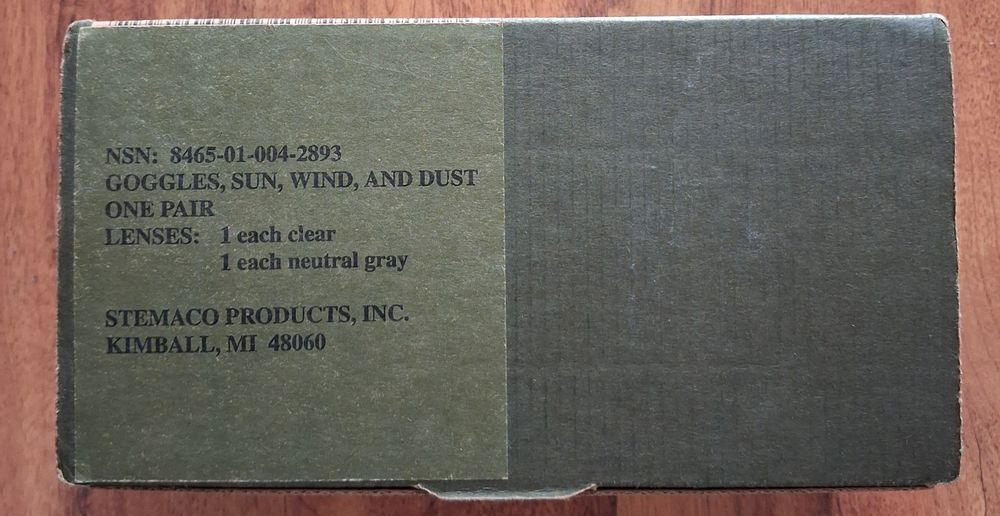 NSN: 8465-01-004-2893
GOGGLES, SUN, WIND, AND DUST
ONE PAIR
LENSES: 1 each clear
1 each neutral gray
STEMACO PRODUCTS, INC.
KIMBALL, MI 48060